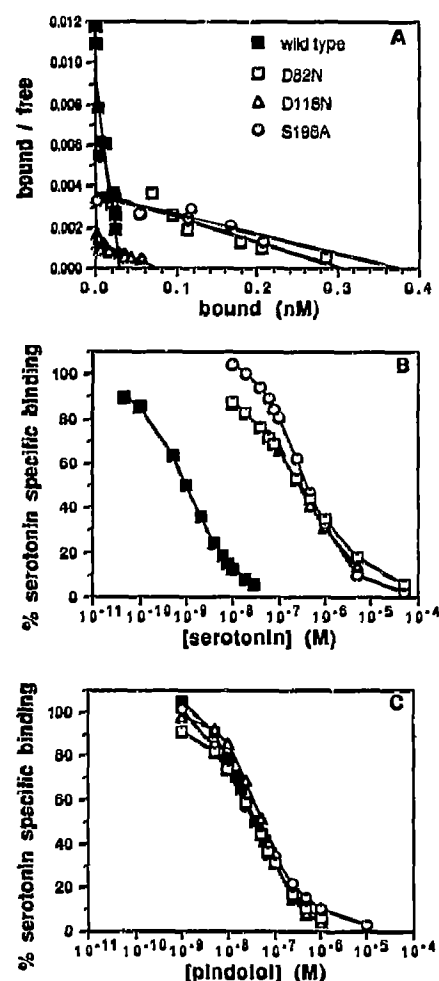 A
0.012
0.010
0.008
0.006
0.004
0.002
0.000
bound / free
wild type
D82N
D116N
S198A
0.0 0.1 0.2 0.3 0.4
bound (nM)
B
100
80
60
40
20
0
% serotonin specific binding
10⁻¹¹ 10⁻¹⁰ 10⁻⁹ 10⁻⁸ 10⁻⁷ 10⁻⁶ 10⁻⁵ 10⁻⁴
[serotonin] (M)
C
100
80
60
40
20
0
% serotonin specific binding
10⁻¹¹ 10⁻¹⁰ 10⁻⁹ 10⁻⁸ 10⁻⁷ 10⁻⁶ 10⁻⁵ 10⁻⁴
[pindolol] (M)